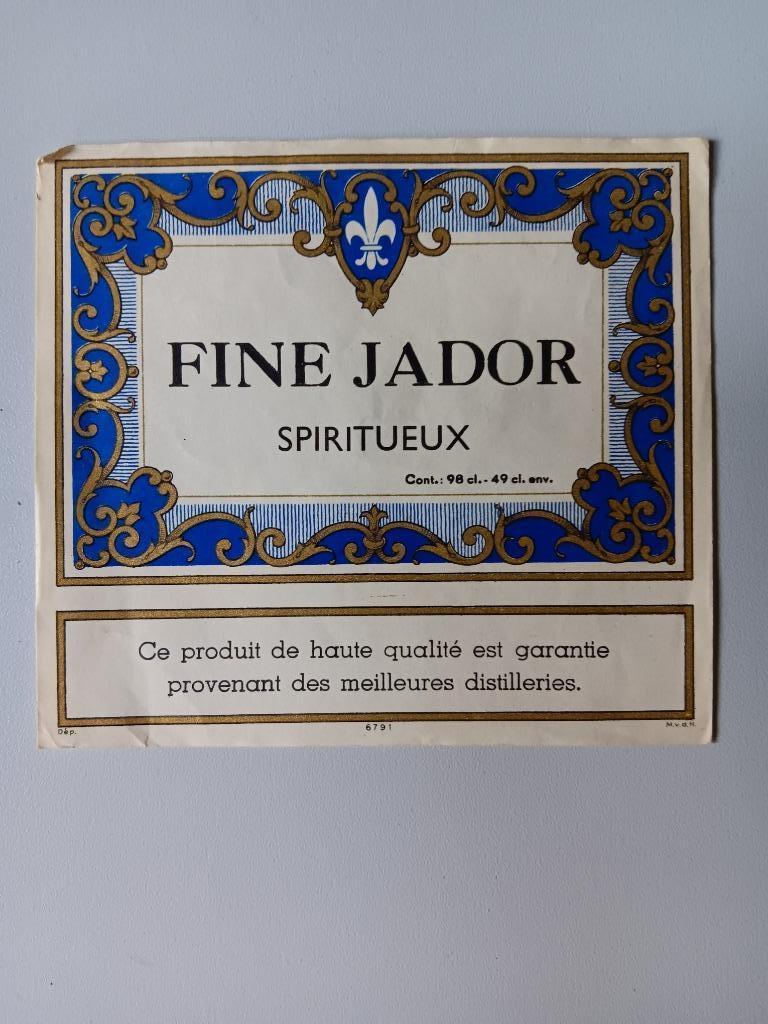 FINE JADOR
SPIRITUEUX
Cont.: 98 cl. - 49 cl. env.
Ce produit de haute qualité est garantie
provenant des meilleures distilleries.
Dép.
6791
M.v.d.H.